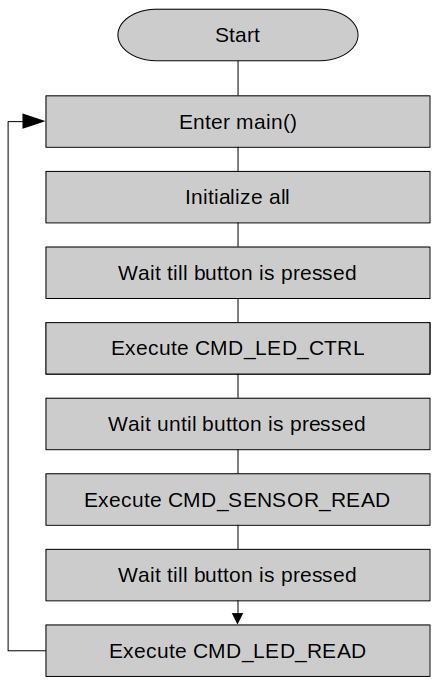 Start
Enter main()
Initialize all
Wait till button is pressed
Execute CMD_LED_CTRL
Wait until button is pressed
Execute CMD_SENSOR_READ
Wait till button is pressed
Execute CMD_LED_READ